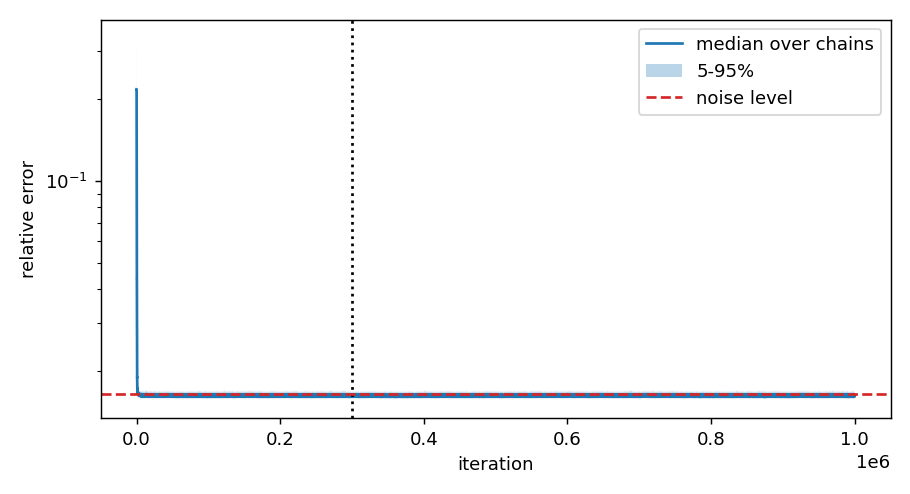 median over chains
5-95%
noise level
10⁻¹
relative error
0.0 0.2 0.4 0.6 0.8 1.0
iteration
1e6